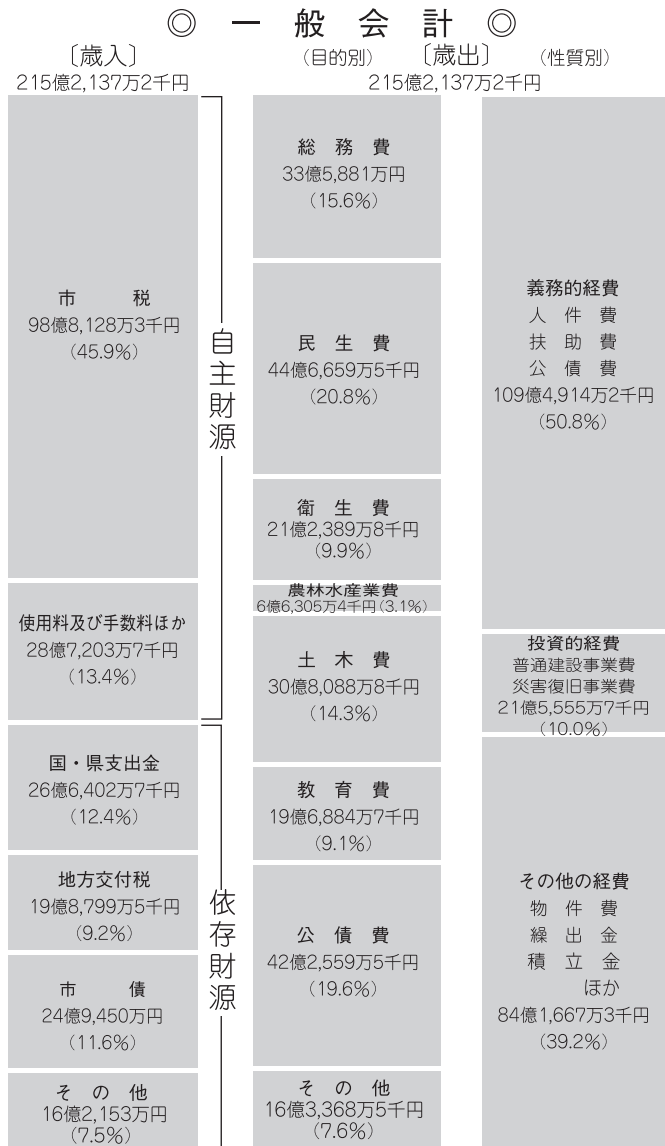 ◎ 一般会計 ◎
〔歳入〕
215億2,137万2千円
(目的別) 〔歳出〕 (性質別)
215億2,137万2千円
市税
98億8,128万3千円
(45.9%)
使用料及び手数料ほか
28億7,203万7千円
(13.4%)
自主財源
国・県支出金
26億6,402万7千円
(12.4%)
地方交付税
19億8,799万5千円
(9.2%)
市債
24億9,450万円
(11.6%)
その他
16億2,153万円
(7.5%)
依存財源
総務費
33億5,881万円
(15.6%)
民生費
44億6,659万5千円
(20.8%)
衛生費
21億2,389万8千円
(9.9%)
農林水産業費
6億6,305万4千円(3.1%)
土木費
30億8,088万8千円
(14.3%)
教育費
19億6,884万7千円
(9.1%)
公債費
42億2,559万5千円
(19.6%)
その他
16億3,368万5千円
(7.6%)
義務的経費
人件費
扶助費
公債費
109億4,914万2千円
(50.8%)
投資的経費
普通建設事業費
災害復旧事業費
21億5,555万7千円
(10.0%)
その他の経費
物件費
繰出金
積立金
ほか
84億1,667万3千円
(39.2%)